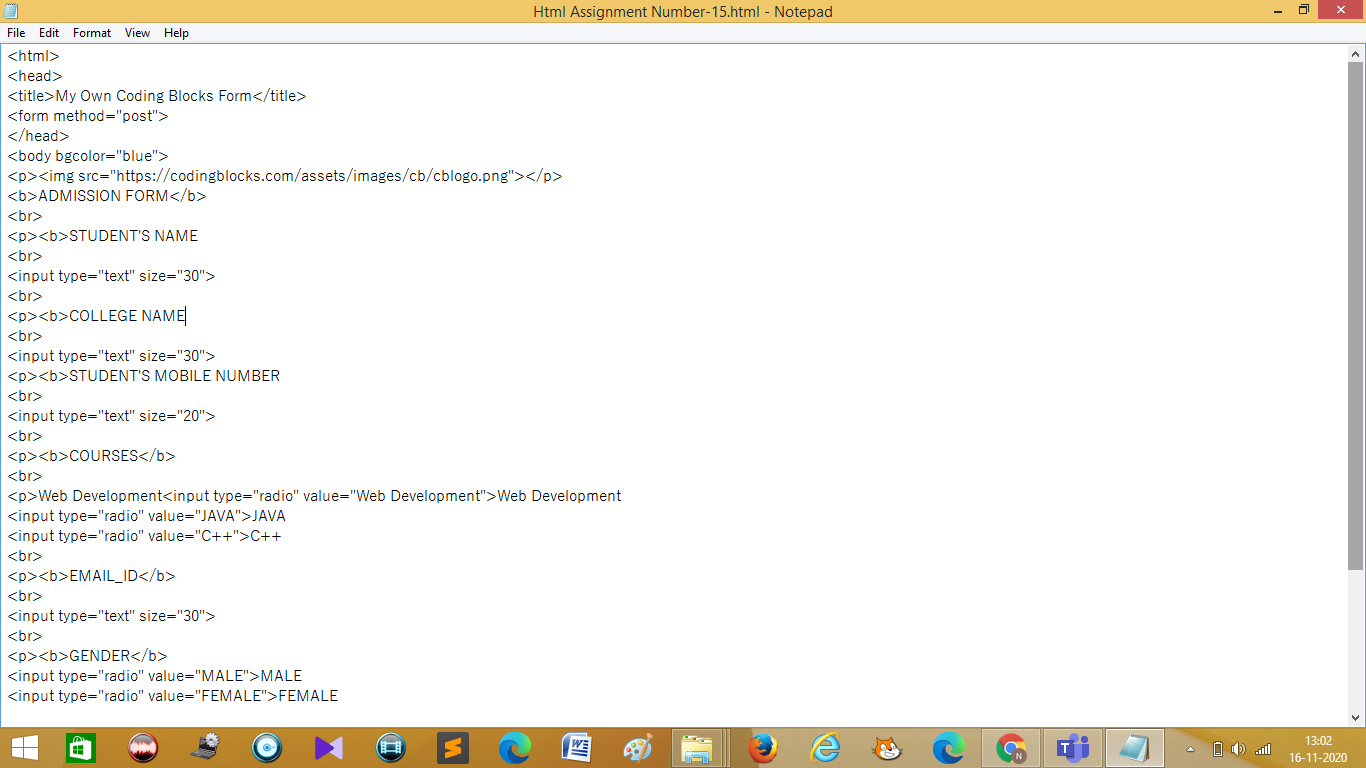 Html Assignment Number-15.html - Notepad
File Edit Format View Help
<html>
<head>
<title>My Own Coding Blocks Form</title>
<form method="post">
</head>
<body bgcolor="blue">
<p><img src="https://codingblocks.com/assets/images/cb/cblogo.png"></p>
<b>ADMISSION FORM</b>
<br>
<p><b>STUDENT'S NAME
<br>
<input type="text" size="30">
<br>
<p><b>COLLEGE NAME
<br>
<input type="text" size="30">
<p><b>STUDENT'S MOBILE NUMBER
<br>
<input type="text" size="20">
<br>
<p><b>COURSES</b>
<br>
<p>Web Development<input type="radio" value="Web Development">Web Development
<input type="radio" value="JAVA">JAVA
<input type="radio" value="C++">C++
<br>
<p><b>EMAIL_ID</b>
<br>
<input type="text" size="30">
<br>
<p><b>GENDER</b>
<input type="radio" value="MALE">MALE
<input type="radio" value="FEMALE">FEMALE
13:02
16-11-2020